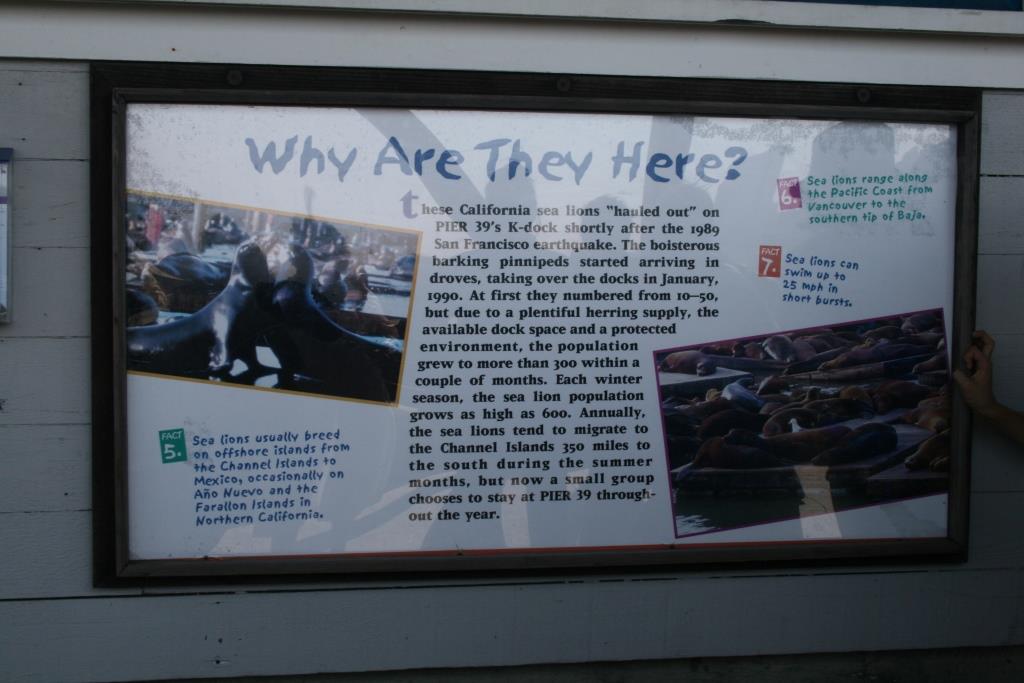 Why Are They Here?
these California sea lions "hauled out" on
PIER 39's K-dock shortly after the 1989
San Francisco earthquake. The boisterous
barking pinnipeds started arriving in
droves, taking over the docks in January,
1990. At first they numbered from 10–50,
but due to a plentiful herring supply, the
available dock space and a protected
environment, the population
grew to more than 300 within a
couple of months. Each winter
season, the sea lion population
grows as high as 600. Annually,
the sea lions tend to migrate to
the Channel Islands 350 miles to
the south during the summer
months, but now a small group
chooses to stay at PIER 39 through-
out the year.
FACT
5.
Sea lions usually breed
on offshore islands from
the Channel Islands to
Mexico, occasionally on
Año Nuevo and the
Farallon Islands in
Northern California.
FACT
6.
Sea lions range along
the Pacific Coast from
Vancouver to the
southern tip of Baja.
FACT
7.
Sea lions can
swim up to
25 mph in
short bursts.